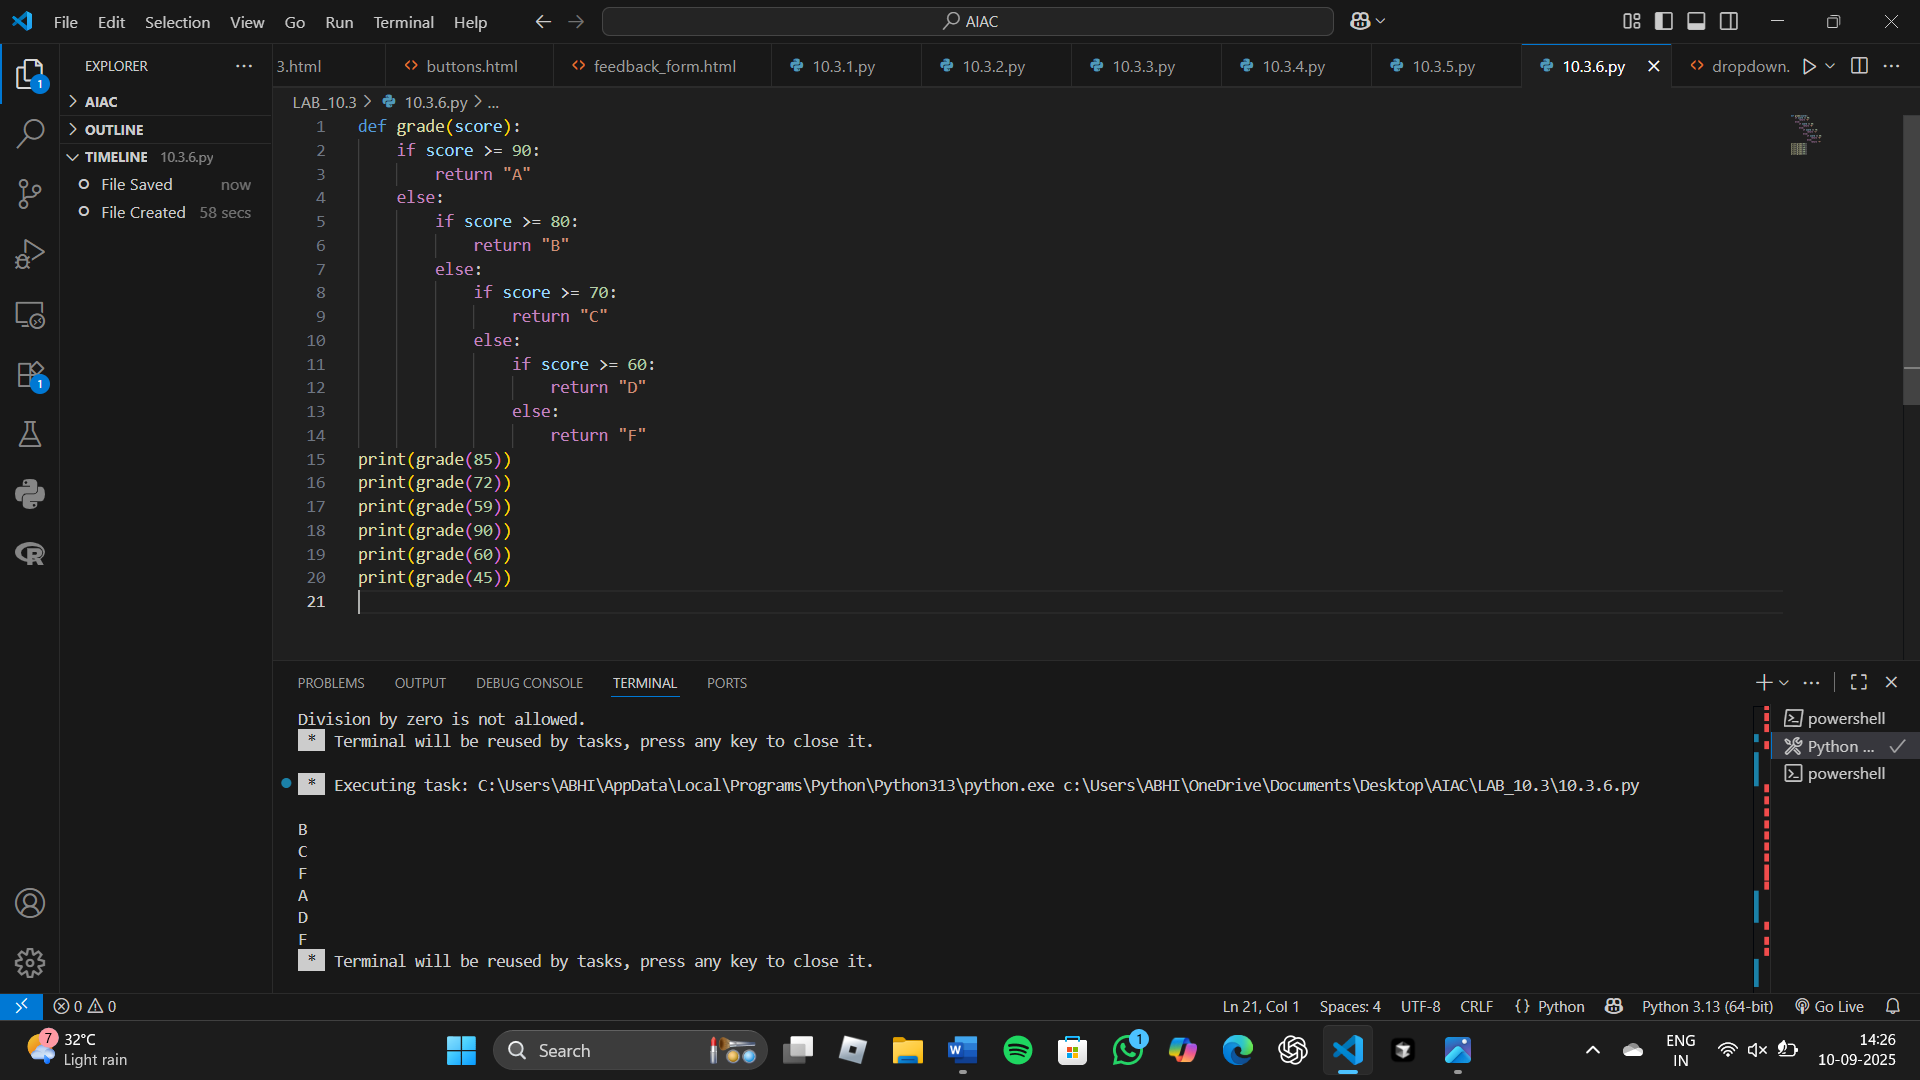 File Edit Selection View Go Run Terminal Help
AIAC
EXPLORER
AIAC
OUTLINE
TIMELINE 10.3.6.py
File Saved now
File Created 58 secs
3.html buttons.html feedback_form.html 10.3.1.py 10.3.2.py 10.3.3.py 10.3.4.py 10.3.5.py 10.3.6.py dropdown.
LAB_10.3 > 10.3.6.py > ...
1 def grade(score):
2     if score >= 90:
3         return "A"
4     else:
5         if score >= 80:
6             return "B"
7         else:
8             if score >= 70:
9                 return "C"
10             else:
11                 if score >= 60:
12                     return "D"
13                 else:
14                     return "F"
15 print(grade(85))
16 print(grade(72))
17 print(grade(59))
18 print(grade(90))
19 print(grade(60))
20 print(grade(45))
21
PROBLEMS OUTPUT DEBUG CONSOLE TERMINAL PORTS
Division by zero is not allowed.
* Terminal will be reused by tasks, press any key to close it.
* Executing task: C:\Users\ABHI\AppData\Local\Programs\Python\Python313\python.exe c:\Users\ABHI\OneDrive\Documents\Desktop\AIAC\LAB_10.3\10.3.6.py
B
C
F
A
D
F
* Terminal will be reused by tasks, press any key to close it.
powershell
Python ...
powershell
1
1
0 0
Ln 21, Col 1 Spaces: 4 UTF-8 CRLF {} Python Python 3.13 (64-bit) Go Live
7
32°C
Light rain
Search
1
ENG
IN
14:26
10-09-2025